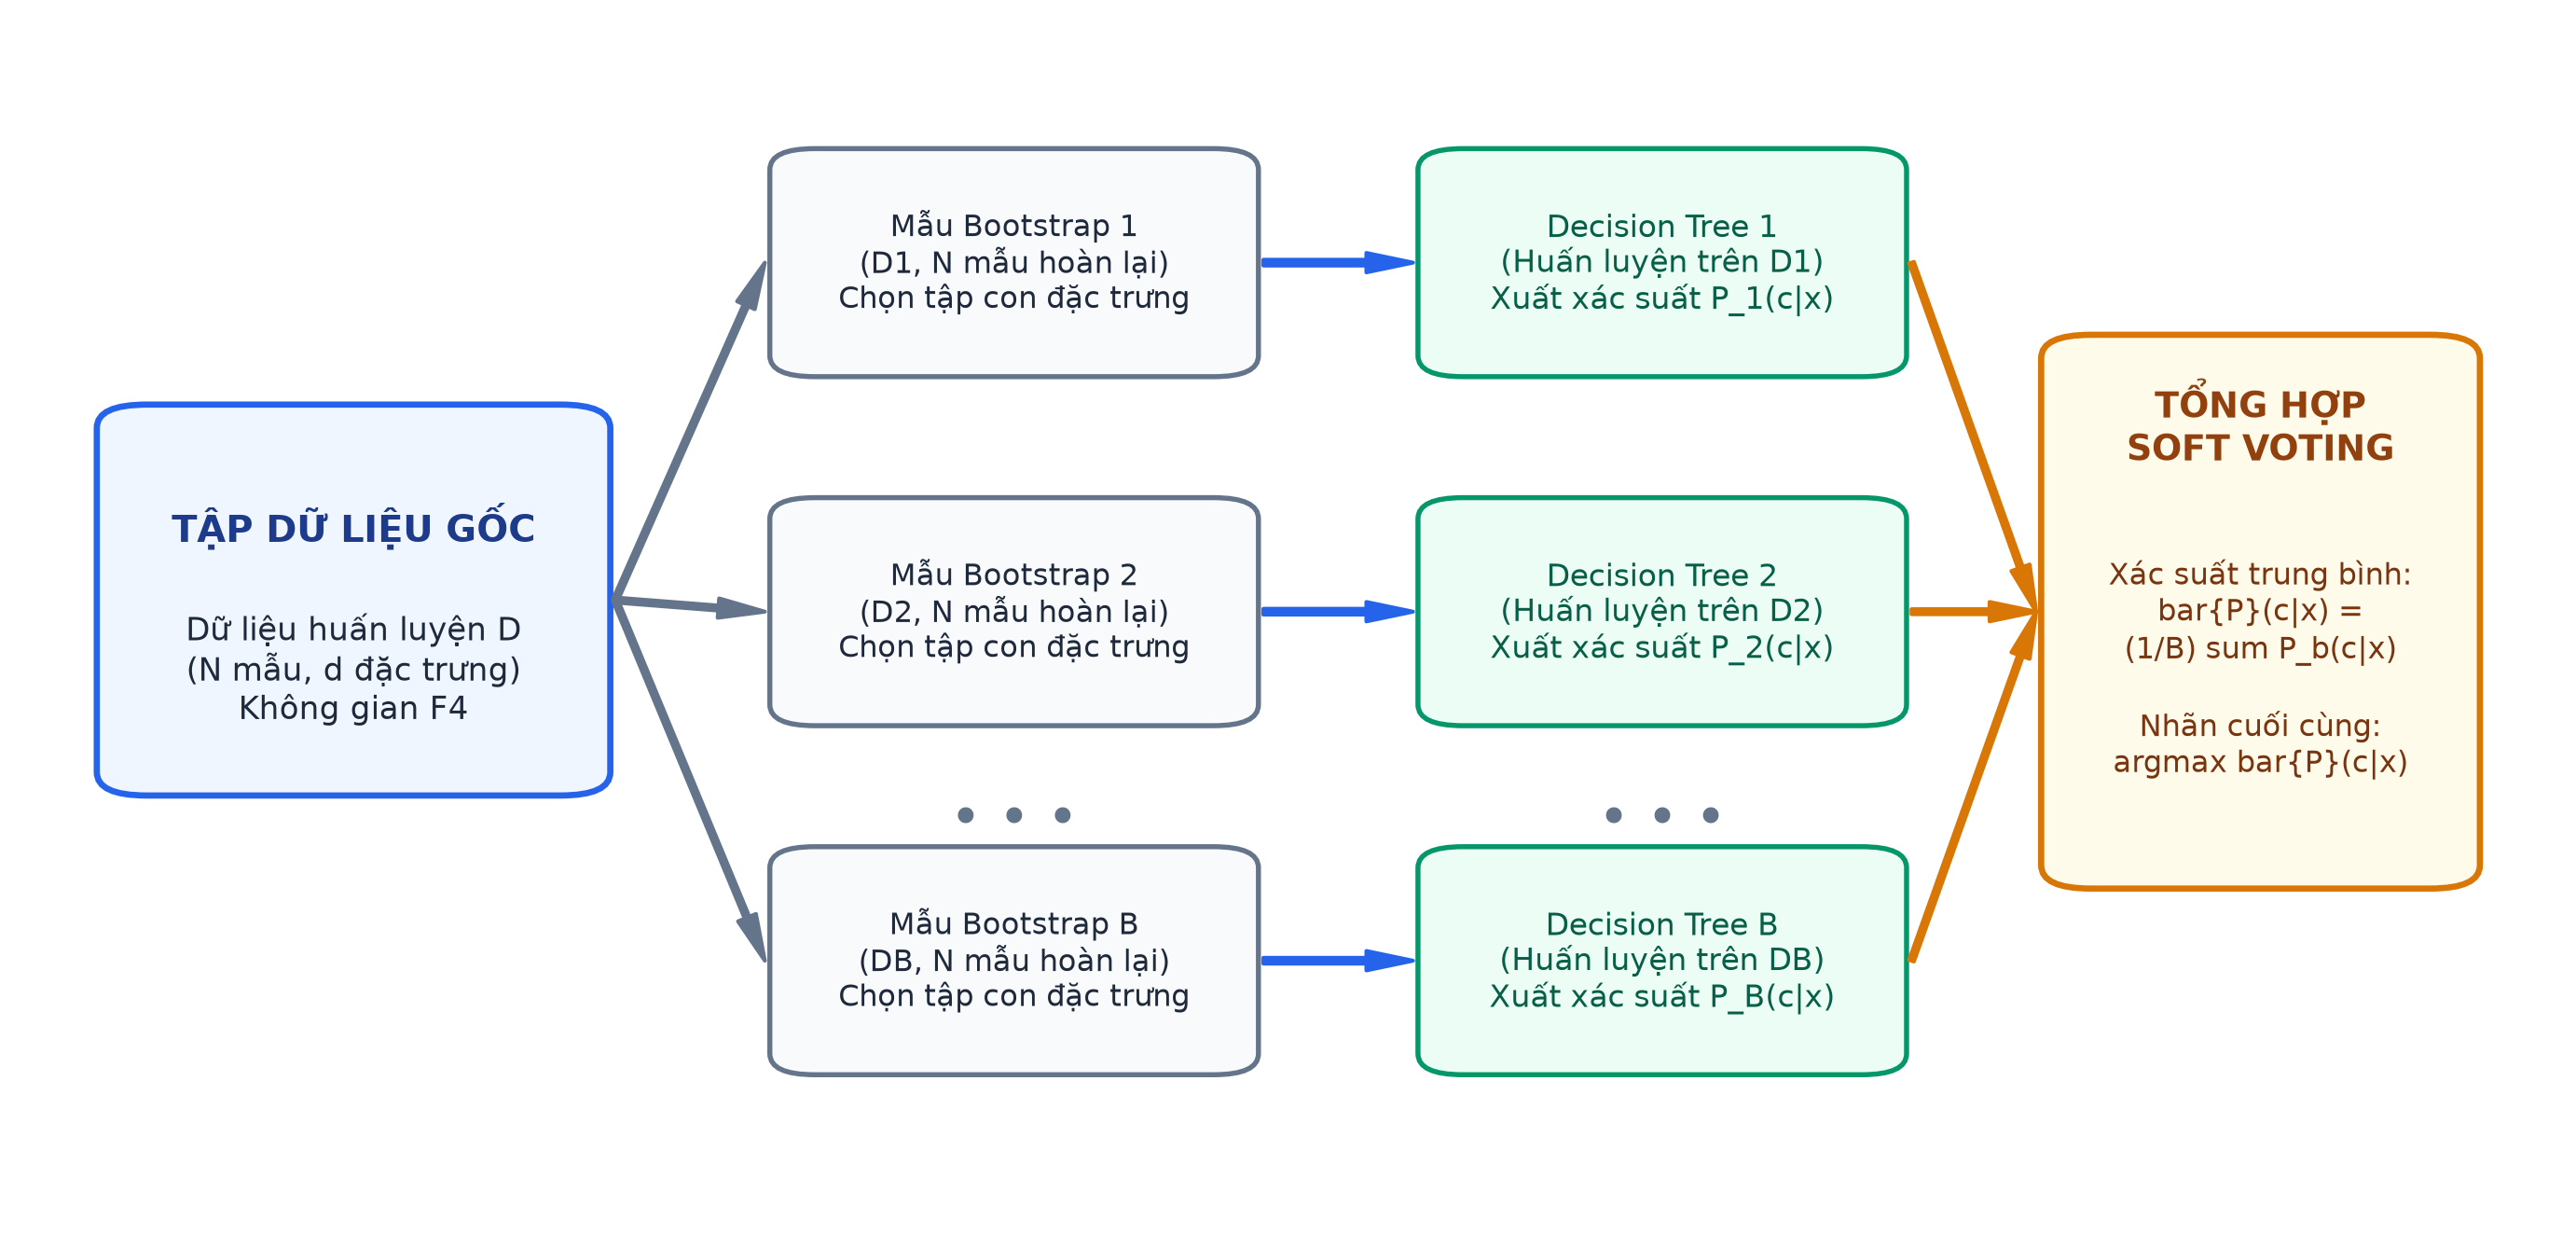 TẬP DỮ LIỆU GỐC
Dữ liệu huấn luyện D
(N mẫu, d đặc trưng)
Không gian F4
Mẫu Bootstrap 1
(D1, N mẫu hoàn lại)
Chọn tập con đặc trưng
Decision Tree 1
(Huấn luyện trên D1)
Xuất xác suất P_1(c|x)
Mẫu Bootstrap 2
(D2, N mẫu hoàn lại)
Chọn tập con đặc trưng
Decision Tree 2
(Huấn luyện trên D2)
Xuất xác suất P_2(c|x)
Mẫu Bootstrap B
(DB, N mẫu hoàn lại)
Chọn tập con đặc trưng
Decision Tree B
(Huấn luyện trên DB)
Xuất xác suất P_B(c|x)
TỔNG HỢP
SOFT VOTING
Xác suất trung bình:
bar{P}(c|x) =
(1/B) sum P_b(c|x)
Nhãn cuối cùng:
argmax bar{P}(c|x)